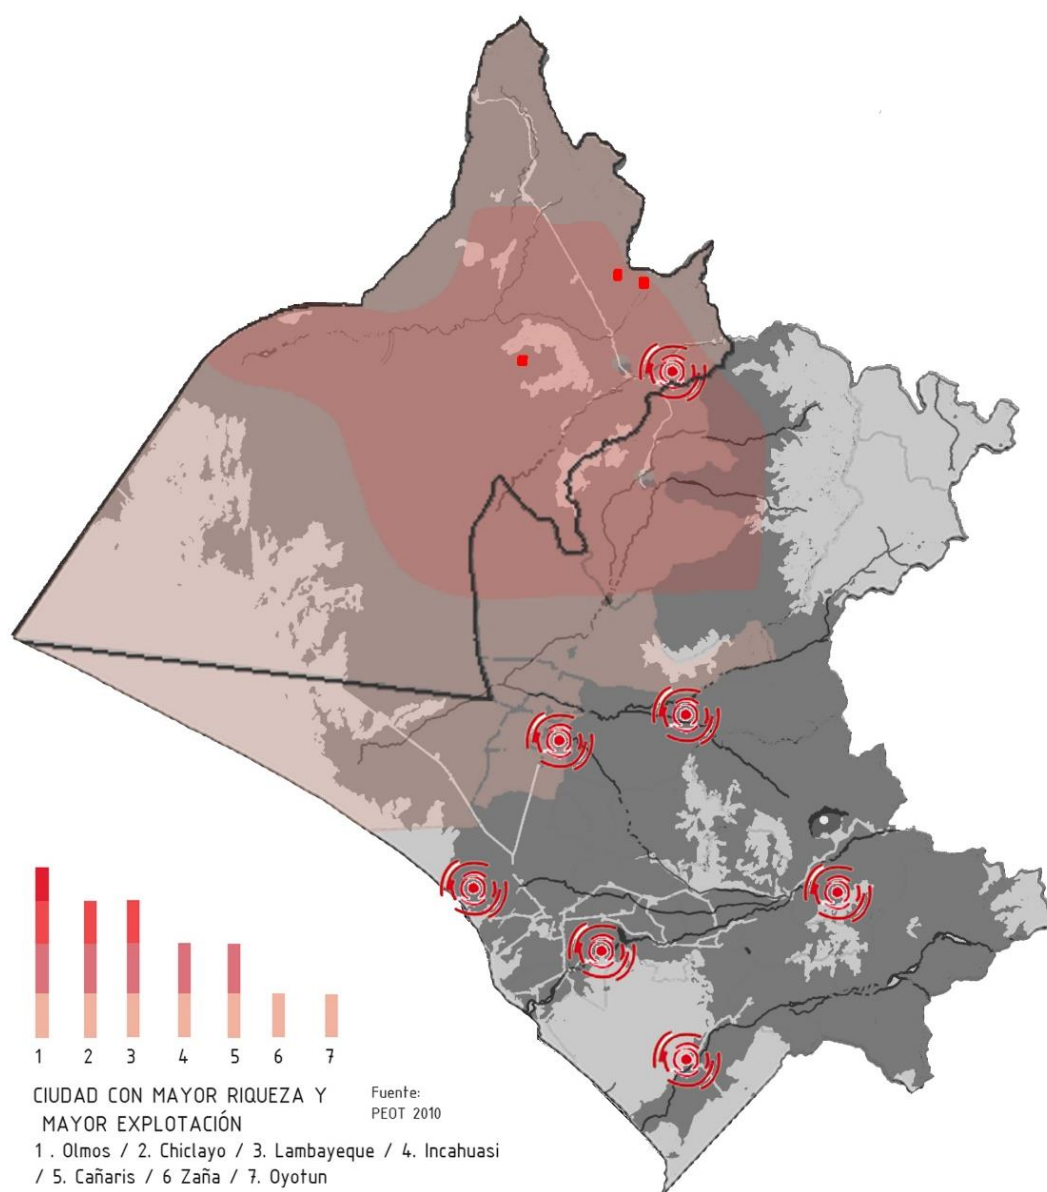 1 2 3 4 5 6 7
CIUDAD CON MAYOR RIQUEZA Y
MAYOR EXPLOTACIÓN
Fuente:
PEOT 2010
1 . Olmos / 2. Chiclayo / 3. Lambayeque / 4. Incahuasi
/ 5. Cañaris / 6 Zaña / 7. Oyotun